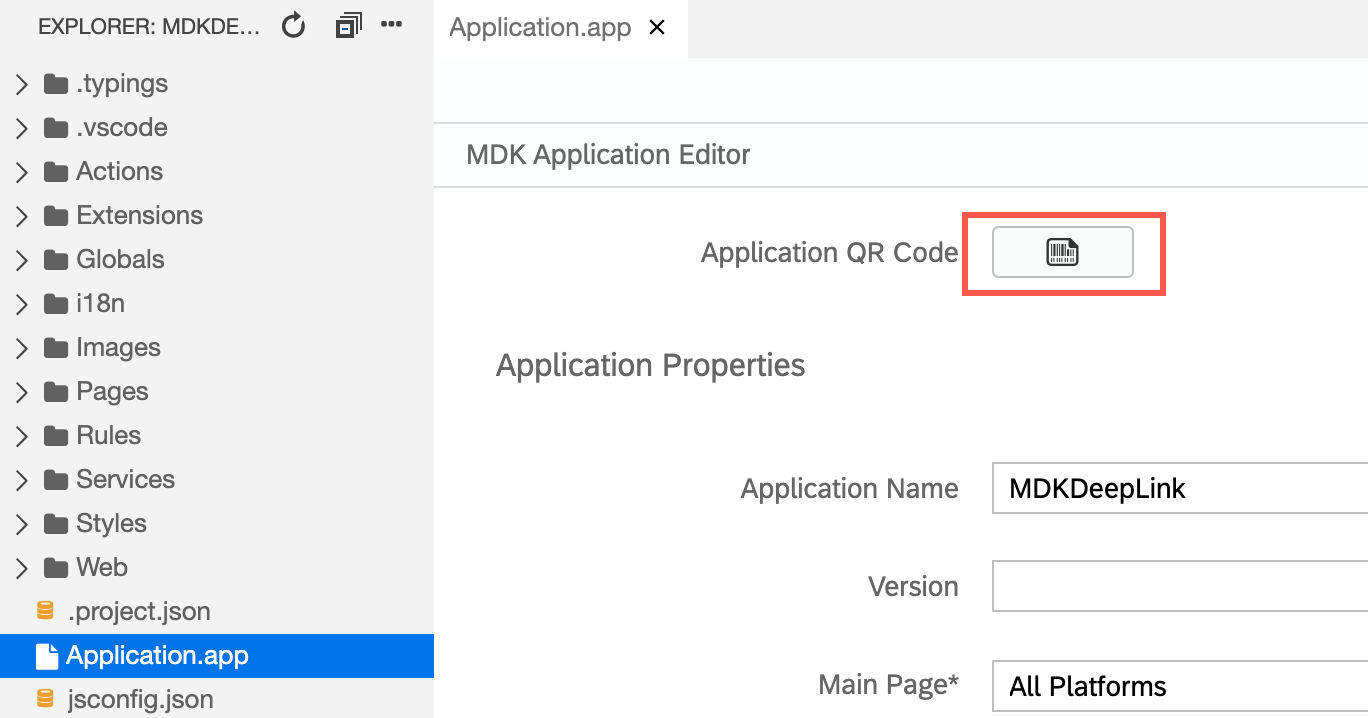 EXPLORER: MDKDE...
Application.app
.typings
.vscode
Actions
Extensions
Globals
i18n
Images
Pages
Rules
Services
Styles
Web
.project.json
Application.app
jsconfig.json
MDK Application Editor
Application QR Code
Application Properties
Application Name MDKDeepLink
Version
Main Page* All Platforms